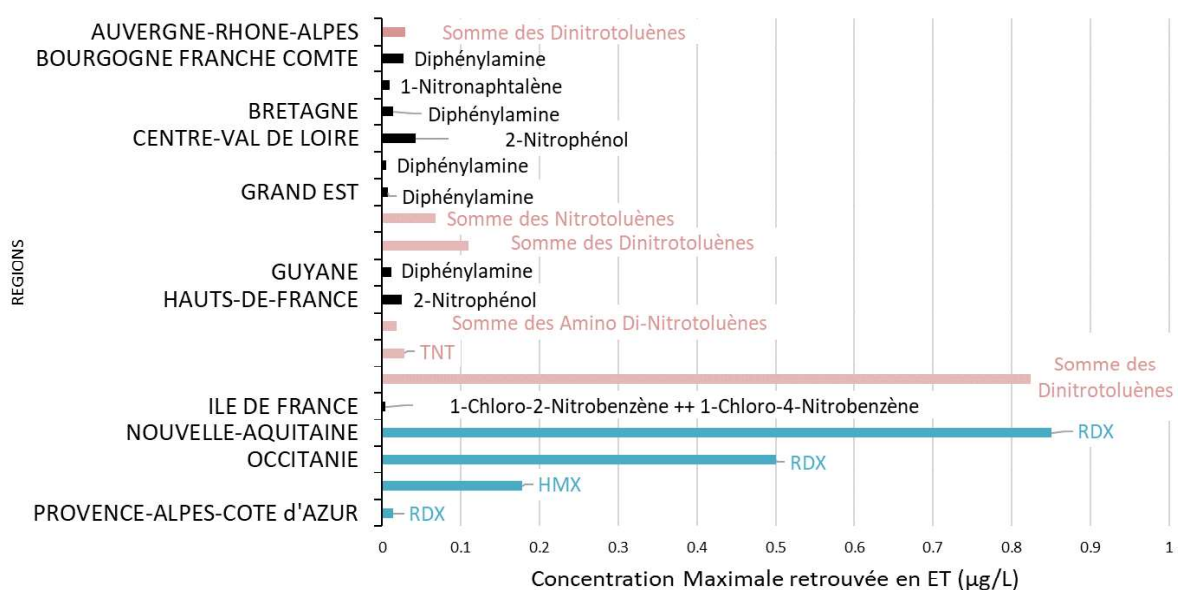 AUVERGNE-RHONE-ALPES
Somme des Dinitrotoluènes
BOURGOGNE FRANCHE COMTE
Diphénylamine
1-Nitronaphtalène
BRETAGNE
Diphénylamine
CENTRE-VAL DE LOIRE
2-Nitrophénol
Diphénylamine
GRAND EST
Diphénylamine
Somme des Nitrotoluènes
Somme des Dinitrotoluènes
GUYANE
Diphénylamine
HAUTS-DE-FRANCE
2-Nitrophénol
Somme des Amino Di-Nitrotoluènes
TNT
Somme des
Dinitrotoluènes
ILE DE FRANCE
1-Chloro-2-Nitrobenzène ++ 1-Chloro-4-Nitrobenzène
NOUVELLE-AQUITAINE
RDX
OCCITANIE
RDX
HMX
PROVENCE-ALPES-COTE d'AZUR
RDX
REGIONS
0 0.1 0.2 0.3 0.4 0.5 0.6 0.7 0.8 0.9 1
Concentration Maximale retrouvée en ET (µg/L)